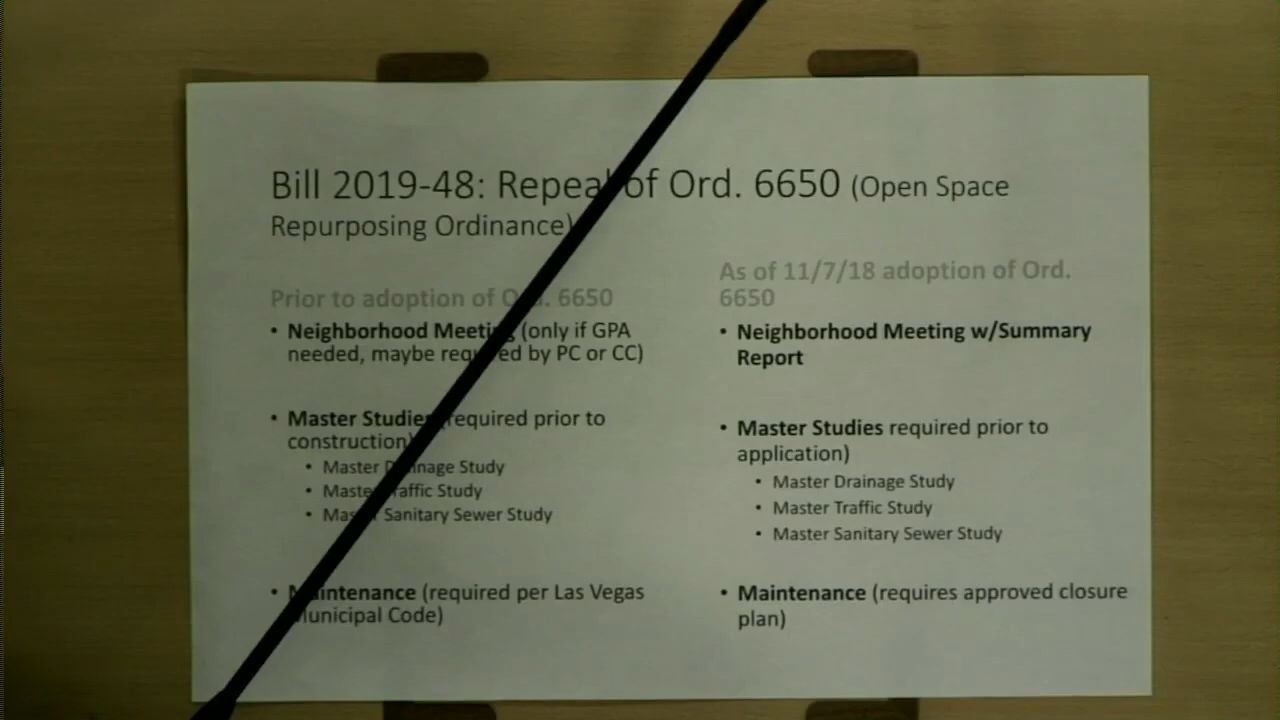 Bill 2019-48: Repeal of Ord. 6650 (Open Space
Repurposing Ordinance)
Prior to adoption of Ord. 6650
• Neighborhood Meeting (only if GPA
needed, maybe required by PC or CC)
• Master Studies (required prior to
construction)
• Master Drainage Study
• Master Traffic Study
• Master Sanitary Sewer Study
• Maintenance (required per Las Vegas
Municipal Code)
As of 11/7/18 adoption of Ord.
6650
• Neighborhood Meeting w/Summary
Report
• Master Studies required prior to
application)
• Master Drainage Study
• Master Traffic Study
• Master Sanitary Sewer Study
• Maintenance (requires approved closure
plan)